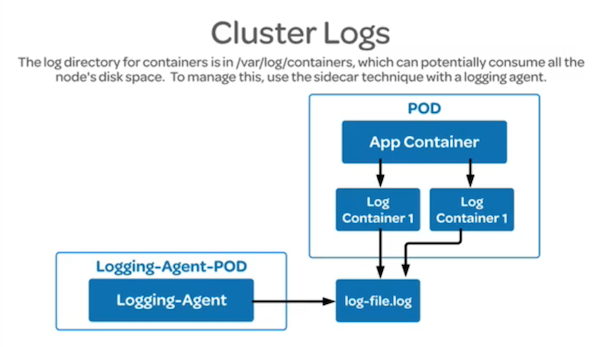 Cluster Logs
The log directory for containers is in /var/log/containers, which can potentially consume all the
node's disk space. To manage this, use the sidecar technique with a logging agent.
POD
App Container
Log
Container 1
Log
Container 1
Logging-Agent-POD
Logging-Agent
log-file.log